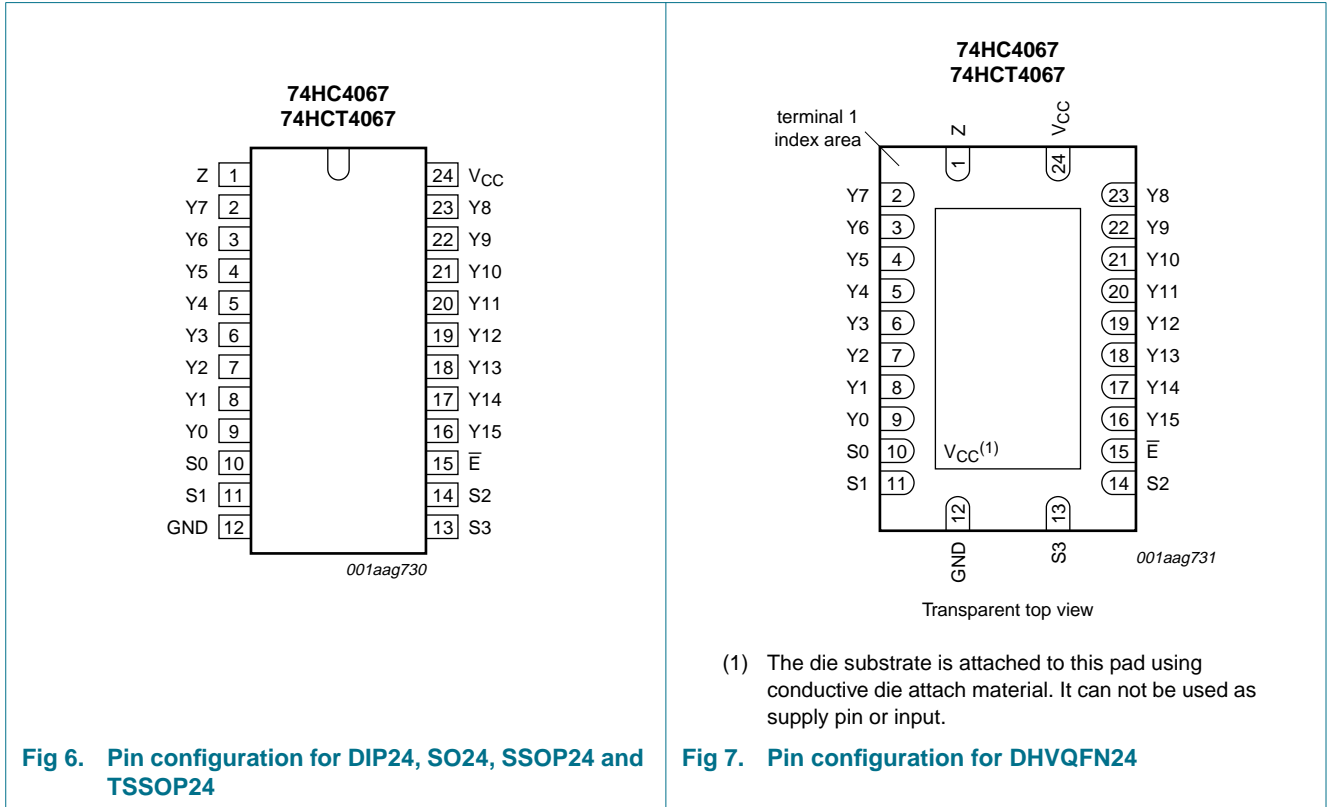 74HC4067
74HCT4067
Z 1
Y7 2
Y6 3
Y5 4
Y4 5
Y3 6
Y2 7
Y1 8
Y0 9
S0 10
S1 11
GND 12
24 VCC
23 Y8
22 Y9
21 Y10
20 Y11
19 Y12
18 Y13
17 Y14
16 Y15
15 E̅
14 S2
13 S3
001aag730
Fig 6. Pin configuration for DIP24, SO24, SSOP24 and
TSSOP24
74HC4067
74HCT4067
terminal 1
index area
Z
1
VCC
24
Y7 2
Y6 3
Y5 4
Y4 5
Y3 6
Y2 7
Y1 8
Y0 9
S0 10
S1 11
23 Y8
22 Y9
21 Y10
20 Y11
19 Y12
18 Y13
17 Y14
16 Y15
15 E̅
14 S2
VCC(1)
12
GND
13
S3
001aag731
Transparent top view
(1) The die substrate is attached to this pad using
conductive die attach material. It can not be used as
supply pin or input.
Fig 7. Pin configuration for DHVQFN24